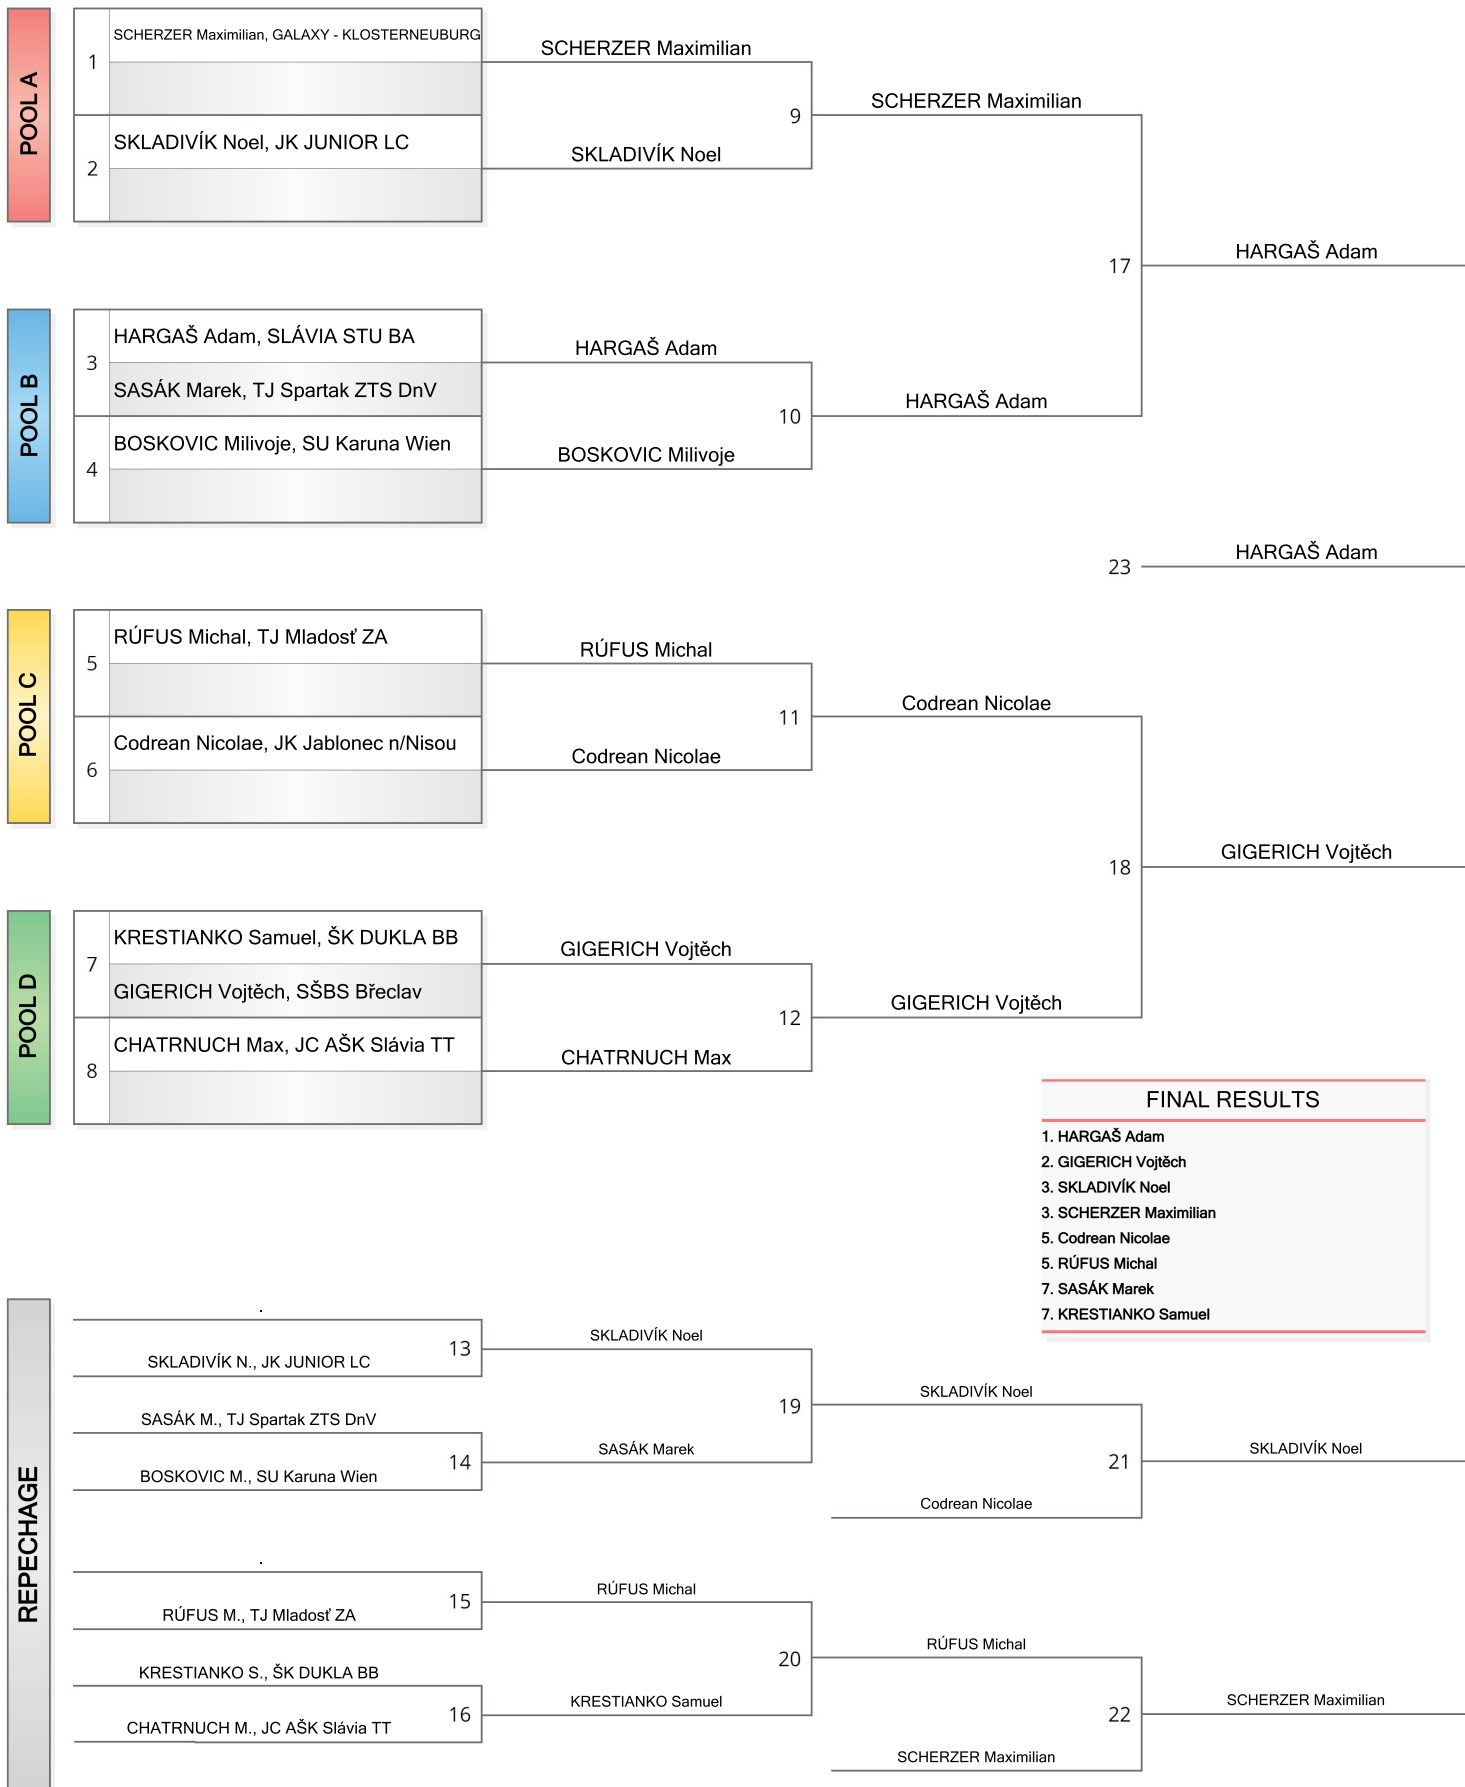 POOL A
1
SCHERZER Maximilian, GALAXY - KLOSTERNEUBURG
2
SKLADIVÍK Noel, JK JUNIOR LC
SCHERZER Maximilian
9
SKLADIVÍK Noel
SCHERZER Maximilian
17
HARGAŠ Adam
POOL B
3
HARGAŠ Adam, SLÁVIA STU BA
SASÁK Marek, TJ Spartak ZTS DnV
4
BOSKOVIC Milivoje, SU Karuna Wien
HARGAŠ Adam
10
BOSKOVIC Milivoje
HARGAŠ Adam
23
HARGAŠ Adam
POOL C
5
RÚFUS Michal, TJ Mladosť ZA
6
Codrean Nicolae, JK Jablonec n/Nisou
RÚFUS Michal
11
Codrean Nicolae
Codrean Nicolae
18
GIGERICH Vojtěch
POOL D
7
KRESTIANKO Samuel, ŠK DUKLA BB
GIGERICH Vojtěch, SŠBS Břeclav
8
CHATRNUCH Max, JC AŠK Slávia TT
GIGERICH Vojtěch
12
CHATRNUCH Max
GIGERICH Vojtěch
FINAL RESULTS
1. HARGAŠ Adam
2. GIGERICH Vojtěch
3. SKLADIVÍK Noel
3. SCHERZER Maximilian
5. Codrean Nicolae
5. RÚFUS Michal
7. SASÁK Marek
7. KRESTIANKO Samuel
REPECHAGE
.
13
SKLADIVÍK N., JK JUNIOR LC
SASÁK M., TJ Spartak ZTS DnV
14
BOSKOVIC M., SU Karuna Wien
SKLADIVÍK Noel
19
SASÁK Marek
SKLADIVÍK Noel
21
Codrean Nicolae
SKLADIVÍK Noel
.
15
RÚFUS M., TJ Mladosť ZA
KRESTIANKO S., ŠK DUKLA BB
16
CHATRNUCH M., JC AŠK Slávia TT
RÚFUS Michal
20
KRESTIANKO Samuel
RÚFUS Michal
22
SCHERZER Maximilian
SCHERZER Maximilian